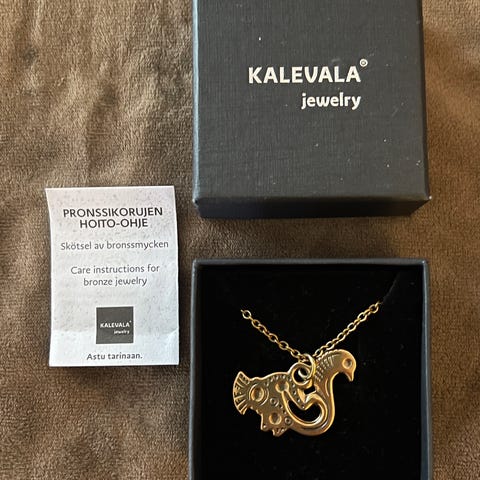 KALEVALA®
jewelry
PRONSSIKORUJEN
HOITO-OHJE
Skötsel av bronssmycken
Care instructions for
bronze jewelry
KALEVALA®
jewelry
Astu tarinaan.